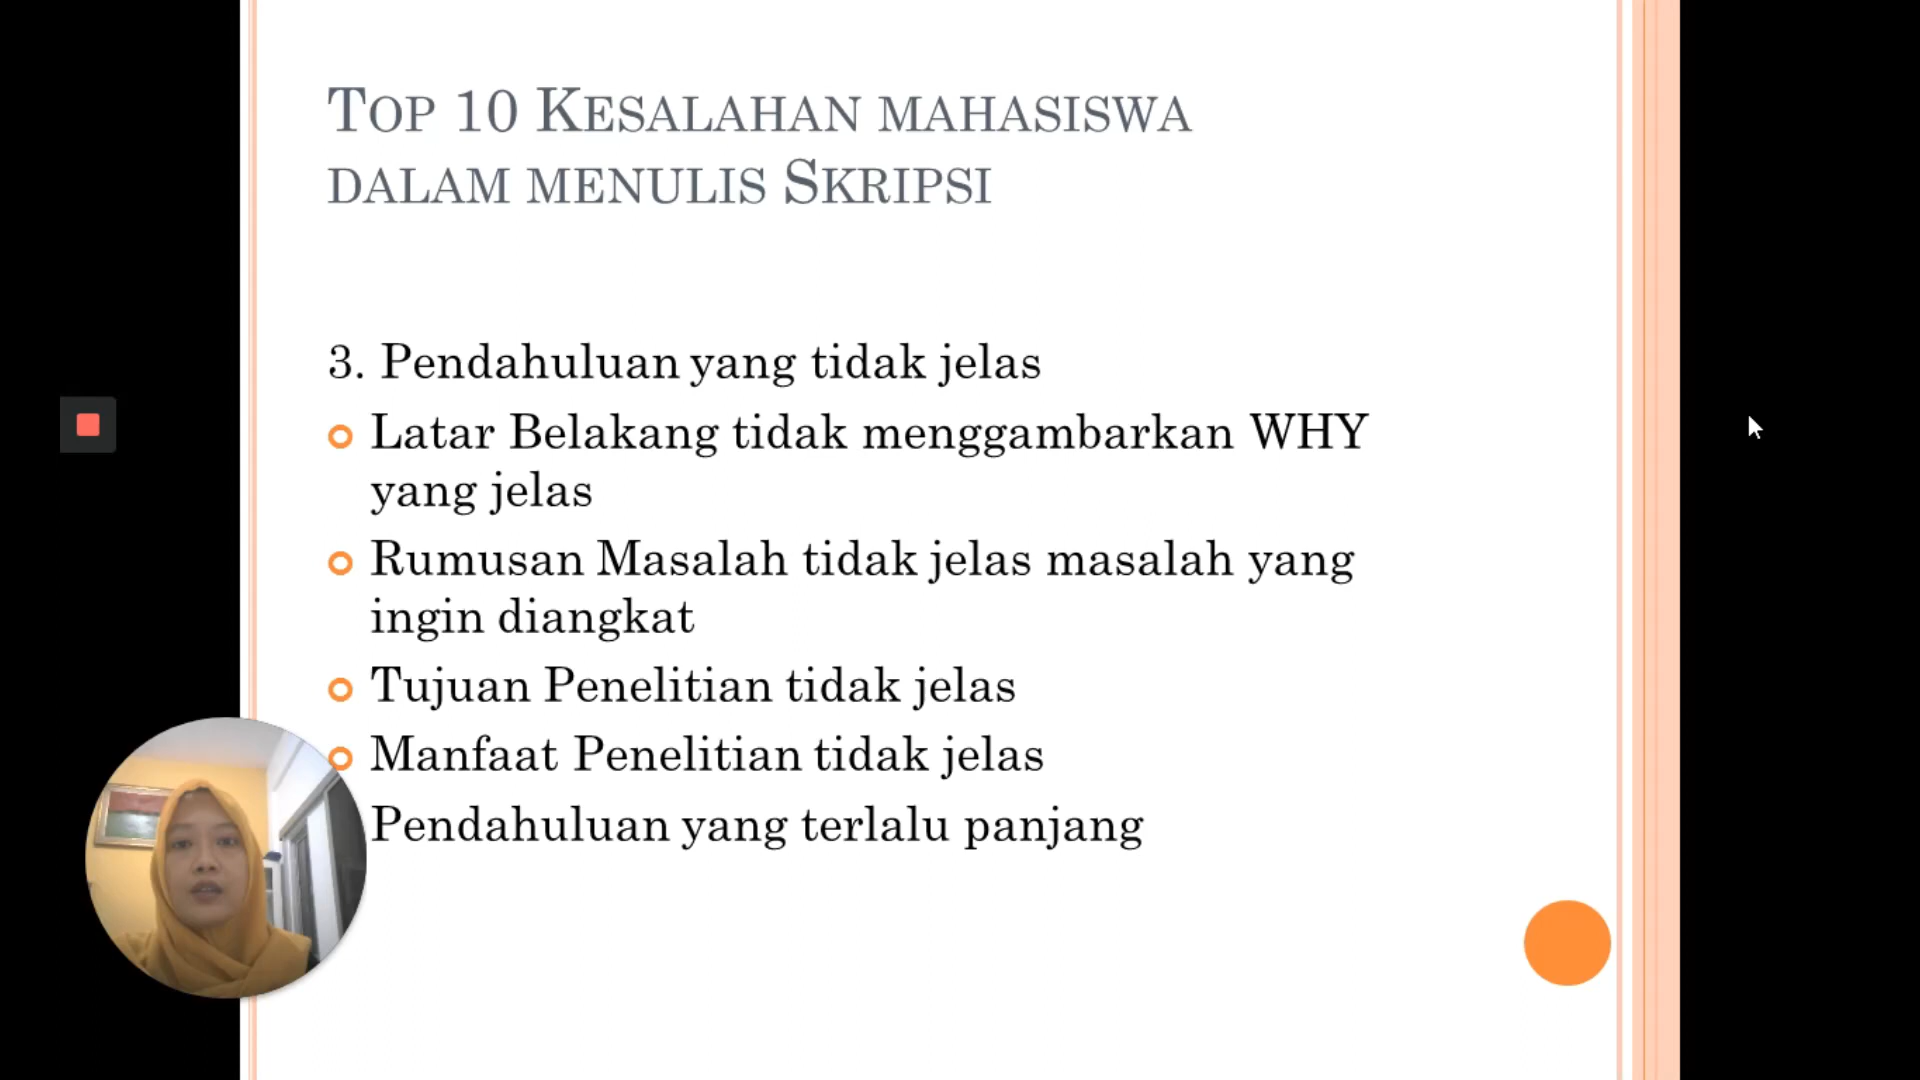 Top 10 Kesalahan mahasiswa
dalam menulis Skripsi
3. Pendahuluan yang tidak jelas
Latar Belakang tidak menggambarkan WHY
yang jelas
Rumusan Masalah tidak jelas masalah yang
ingin diangkat
Tujuan Penelitian tidak jelas
Manfaat Penelitian tidak jelas
Pendahuluan yang terlalu panjang